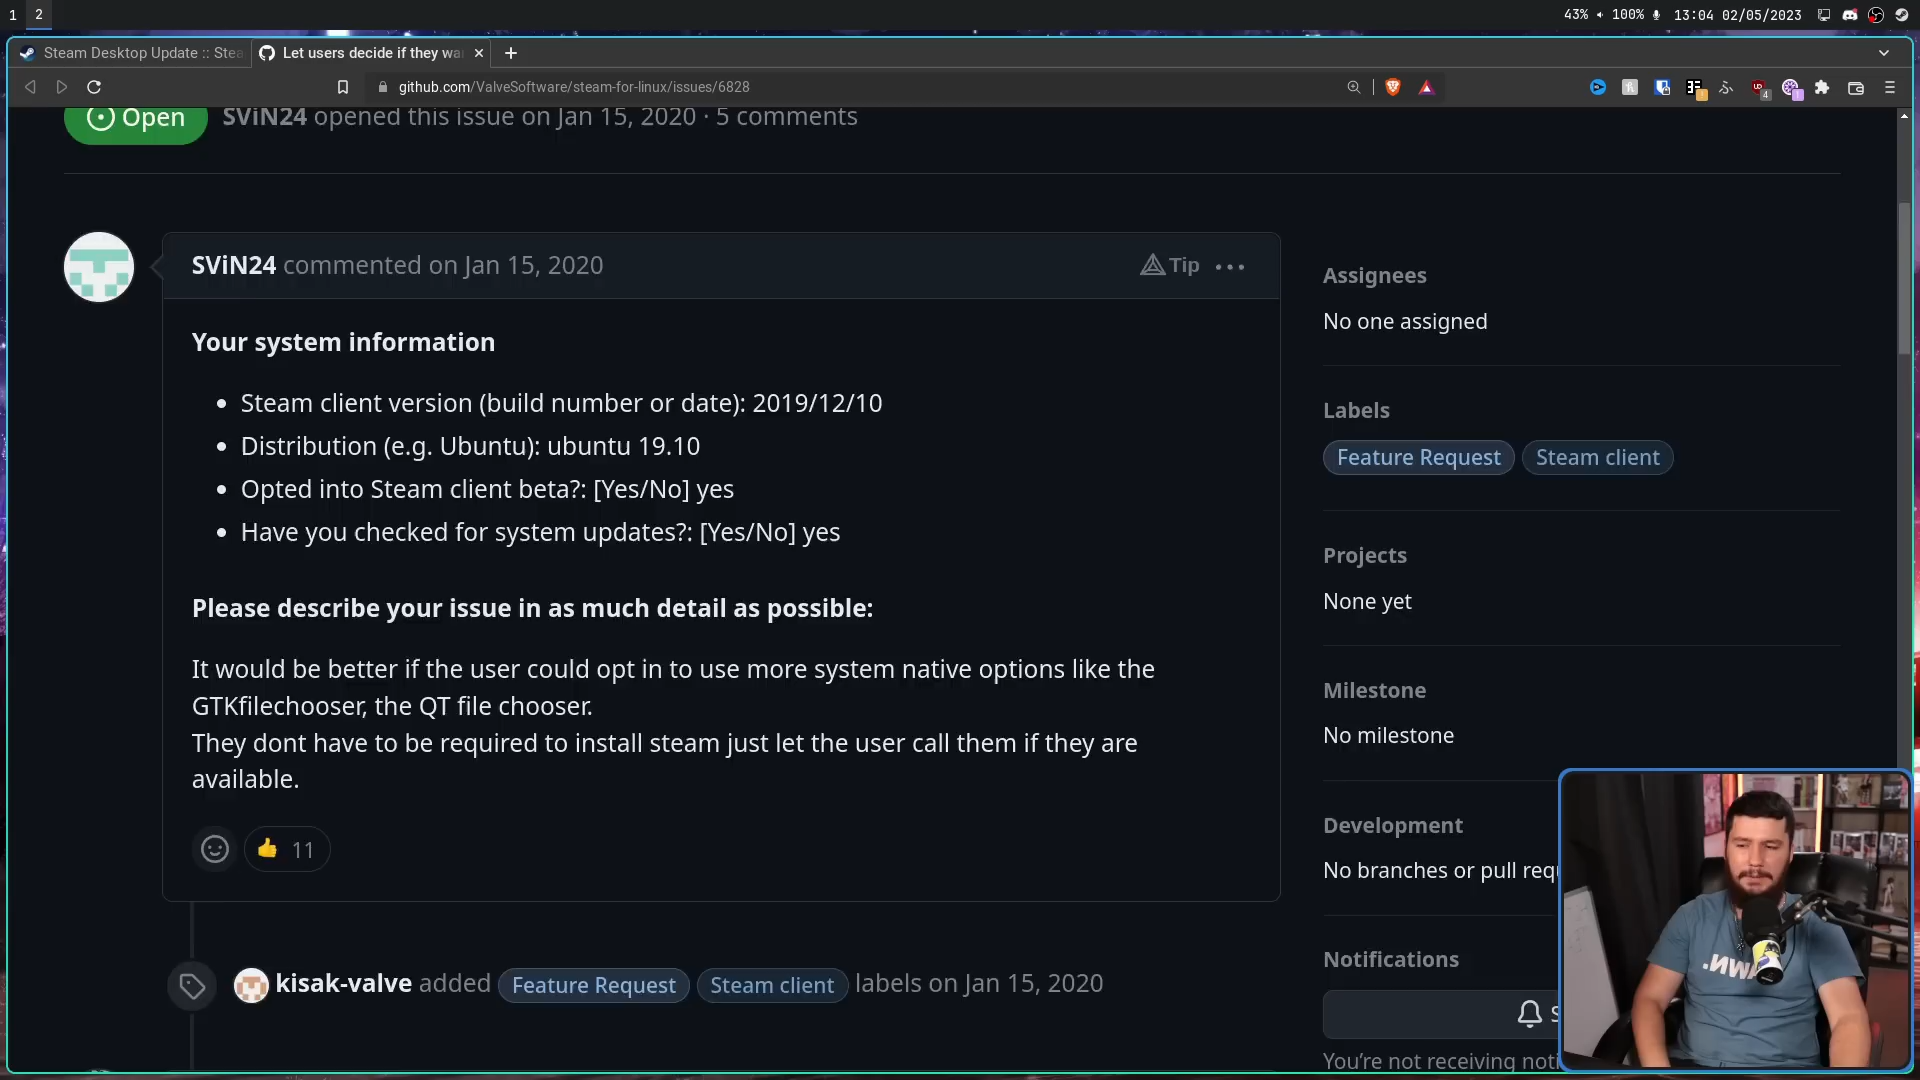 1 2
43% 100% 13:04 02/05/2023
Steam Desktop Update :: Stea
Let users decide if they wa
github.com/ValveSoftware/steam-for-linux/issues/6828
Open SViN24 opened this issue on Jan 15, 2020 · 5 comments
SViN24 commented on Jan 15, 2020
Tip
Your system information
• Steam client version (build number or date): 2019/12/10
• Distribution (e.g. Ubuntu): ubuntu 19.10
• Opted into Steam client beta?: [Yes/No] yes
• Have you checked for system updates?: [Yes/No] yes
Please describe your issue in as much detail as possible:
It would be better if the user could opt in to use more system native options like the
GTKfilechooser, the QT file chooser.
They dont have to be required to install steam just let the user call them if they are
available.
👍 11
kisak-valve added Feature Request Steam client labels on Jan 15, 2020
Assignees
No one assigned
Labels
Feature Request Steam client
Projects
None yet
Milestone
No milestone
Development
No branches or pull requ
Notifications
S
You’re not receiving noti